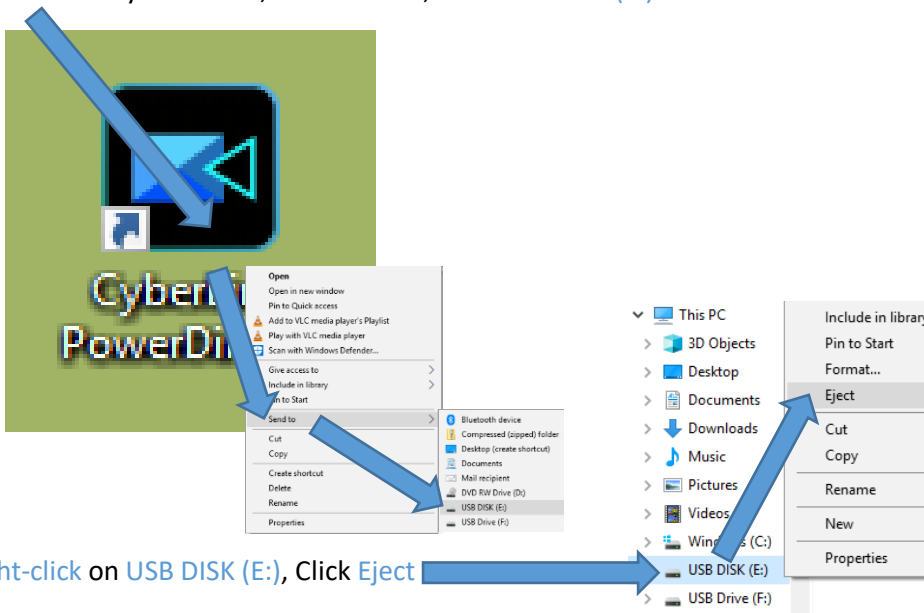 Open
Open in new window
Pin to Quick access
Add to VLC media player's Playlist
Play with VLC media player
Scan with Windows Defender...
Give access to
Include in library
to Start
Send to
Cut
Copy
Create shortcut
Delete
Rename
Properties
Bluetooth device
Compressed (zipped) folder
Desktop (create shortcut)
Documents
Mail recipient
DVD RW Drive (D:)
USB DISK (E:)
USB Drive (F:)
This PC
3D Objects
Desktop
Documents
Downloads
Music
Pictures
Videos
(C:)
USB DISK (E:)
USB Drive (F:)
Include in library
Pin to Start
Format...
Eject
Cut
Copy
Rename
New
Properties
ht-click on USB DISK (E:), Click Eject